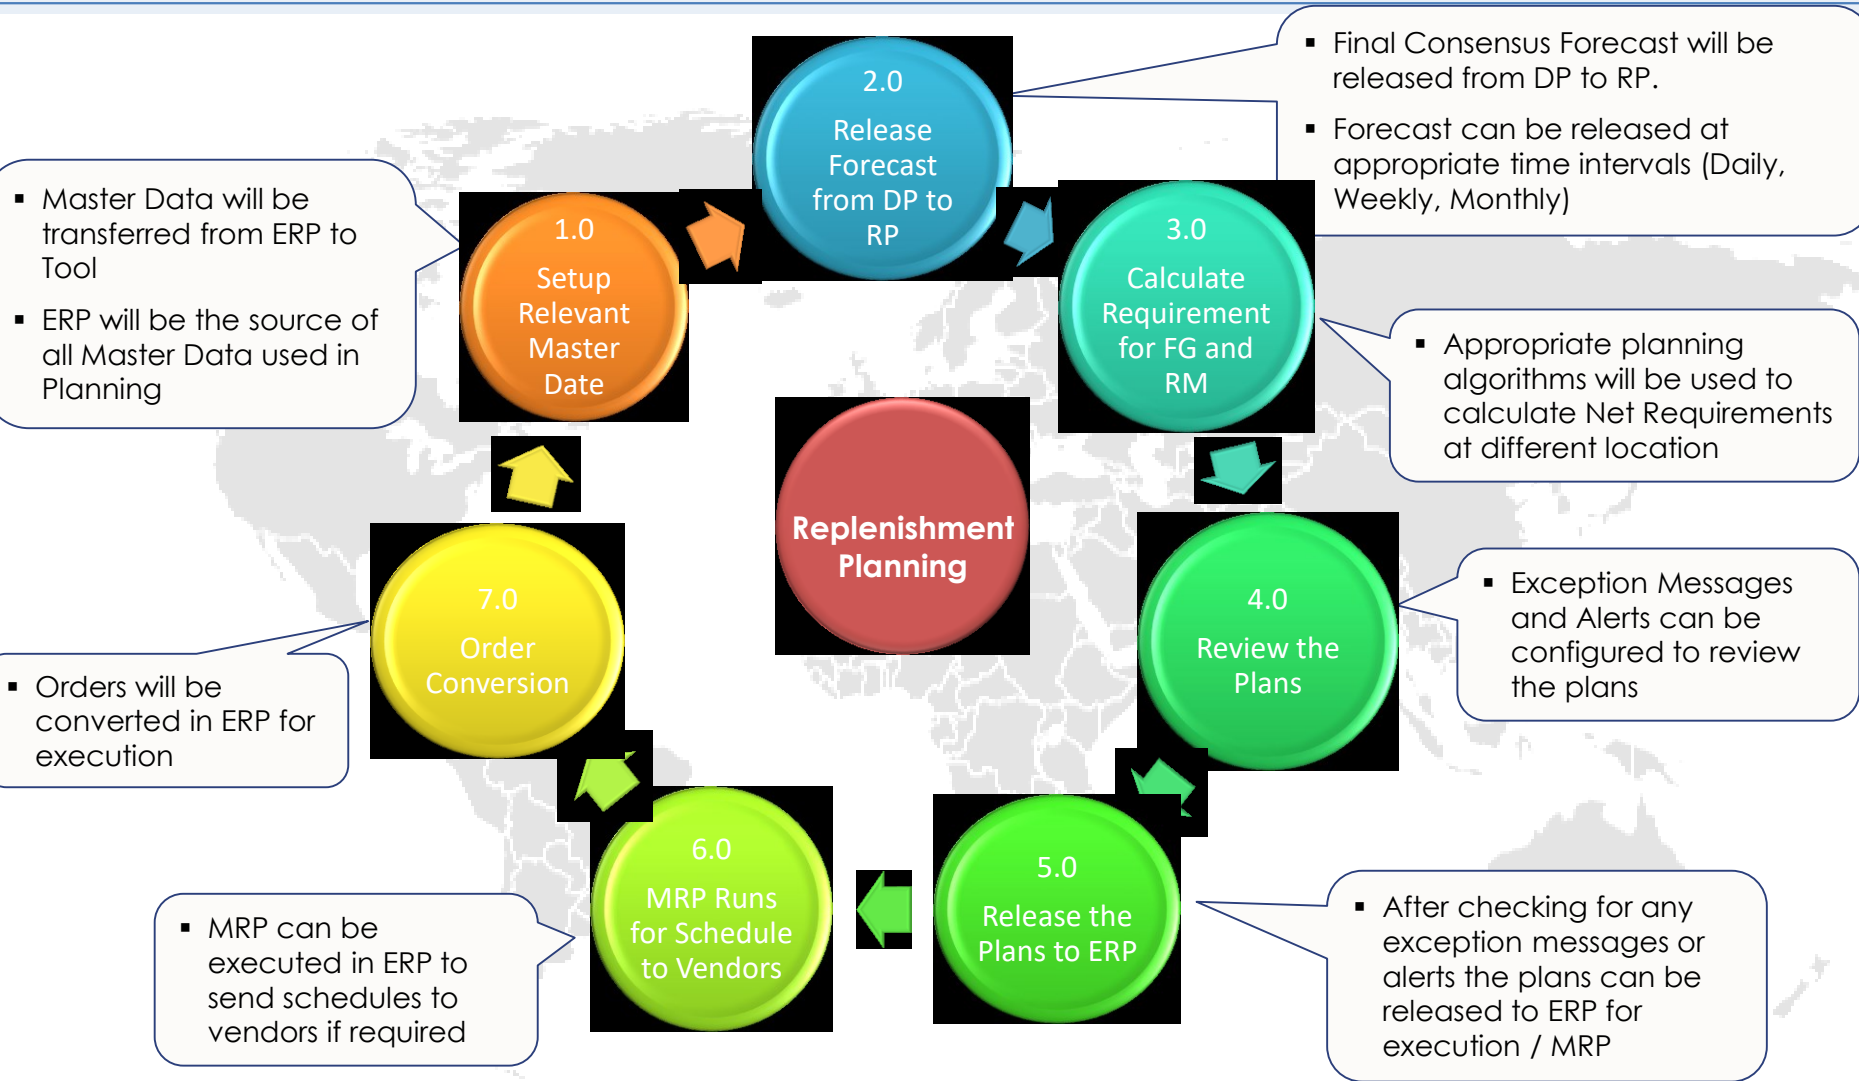 1.0
Setup
Relevant
Master
Date
▪ Master Data will be
transferred from ERP to
Tool
▪ ERP will be the source of
all Master Data used in
Planning
2.0
Release
Forecast
from DP to
RP
▪ Final Consensus Forecast will be
released from DP to RP.
▪ Forecast can be released at
appropriate time intervals (Daily,
Weekly, Monthly)
3.0
Calculate
Requirement
for FG and
RM
▪ Appropriate planning
algorithms will be used to
calculate Net Requirements
at different location
Replenishment
Planning
4.0
Review the
Plans
▪ Exception Messages
and Alerts can be
configured to review
the plans
5.0
Release the
Plans to ERP
▪ After checking for any
exception messages or
alerts the plans can be
released to ERP for
execution / MRP
6.0
MRP Runs
for Schedule
to Vendors
▪ MRP can be
executed in ERP to
send schedules to
vendors if required
7.0
Order
Conversion
▪ Orders will be
converted in ERP for
execution